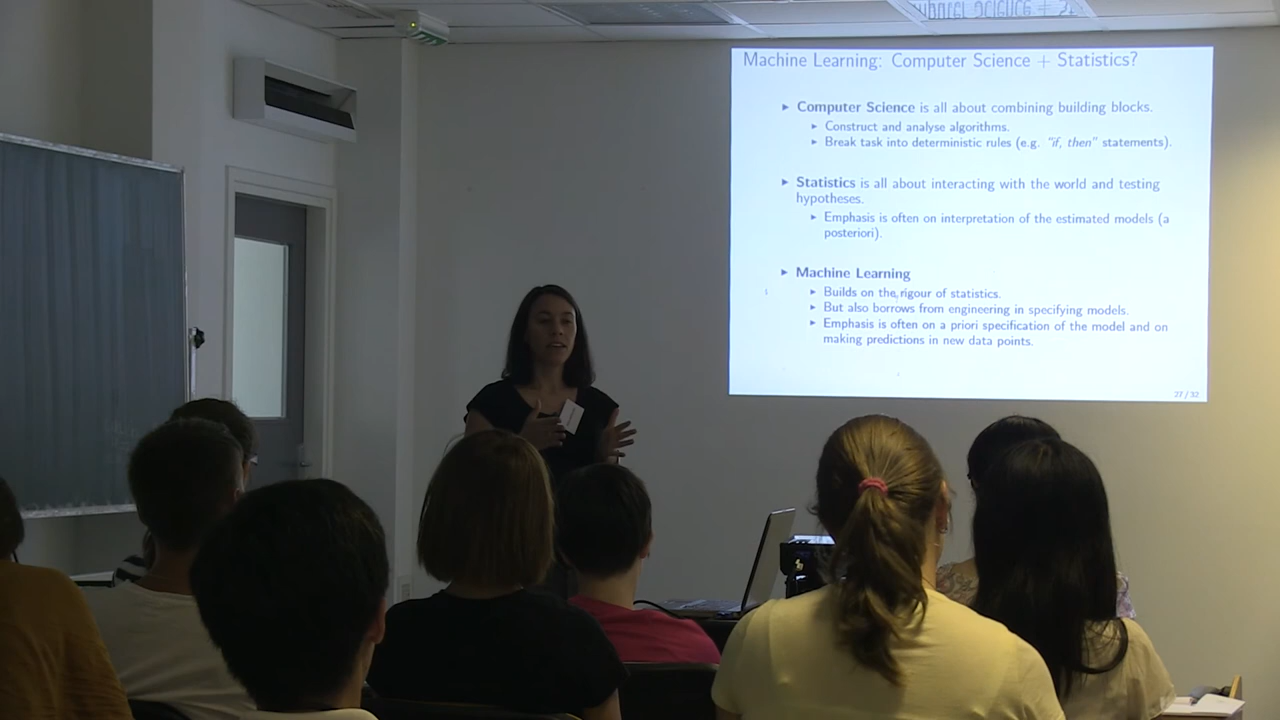 Machine Learning: Computer Science + Statistics?
▸ Computer Science is all about combining building blocks.
▸ Construct and analyse algorithms.
▸ Break task into deterministic rules (e.g. "if, then" statements).
▸ Statistics is all about interacting with the world and testing
hypotheses.
▸ Emphasis is often on interpretation of the estimated models (a
posteriori).
▸ Machine Learning
▸ Builds on the rigour of statistics.
▸ But also borrows from engineering in specifying models.
▸ Emphasis is often on a priori specification of the model and on
making predictions in new data points.
27 / 32